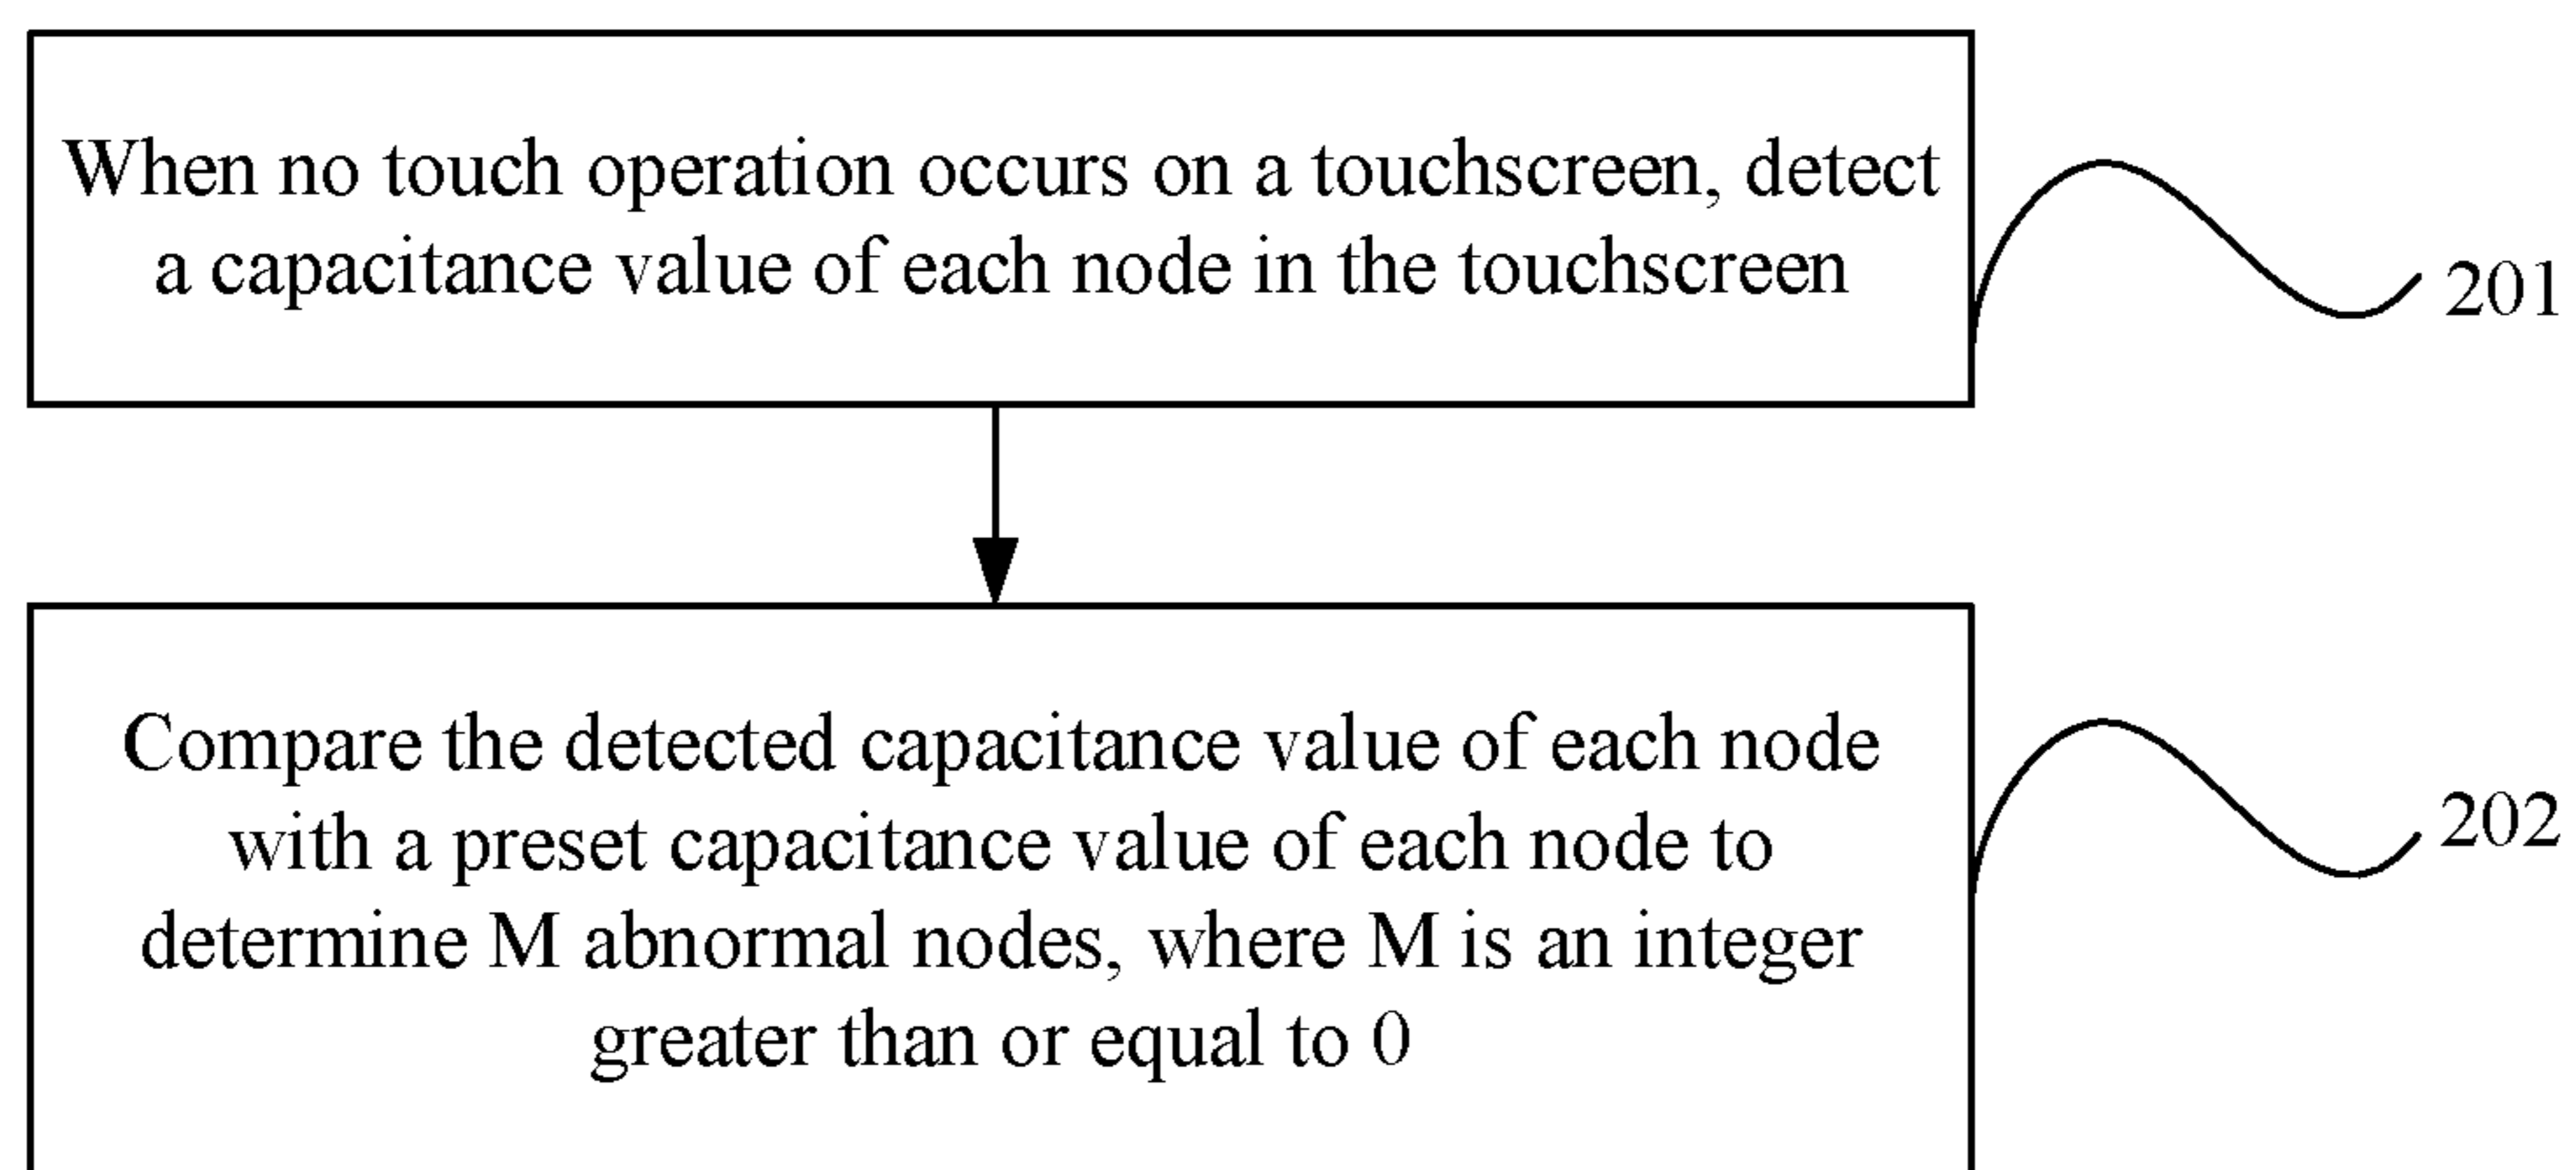 When no touch operation occurs on a touchscreen, detect
a capacitance value of each node in the touchscreen
201
Compare the detected capacitance value of each node
with a preset capacitance value of each node to
determine M abnormal nodes, where M is an integer
greater than or equal to 0
202